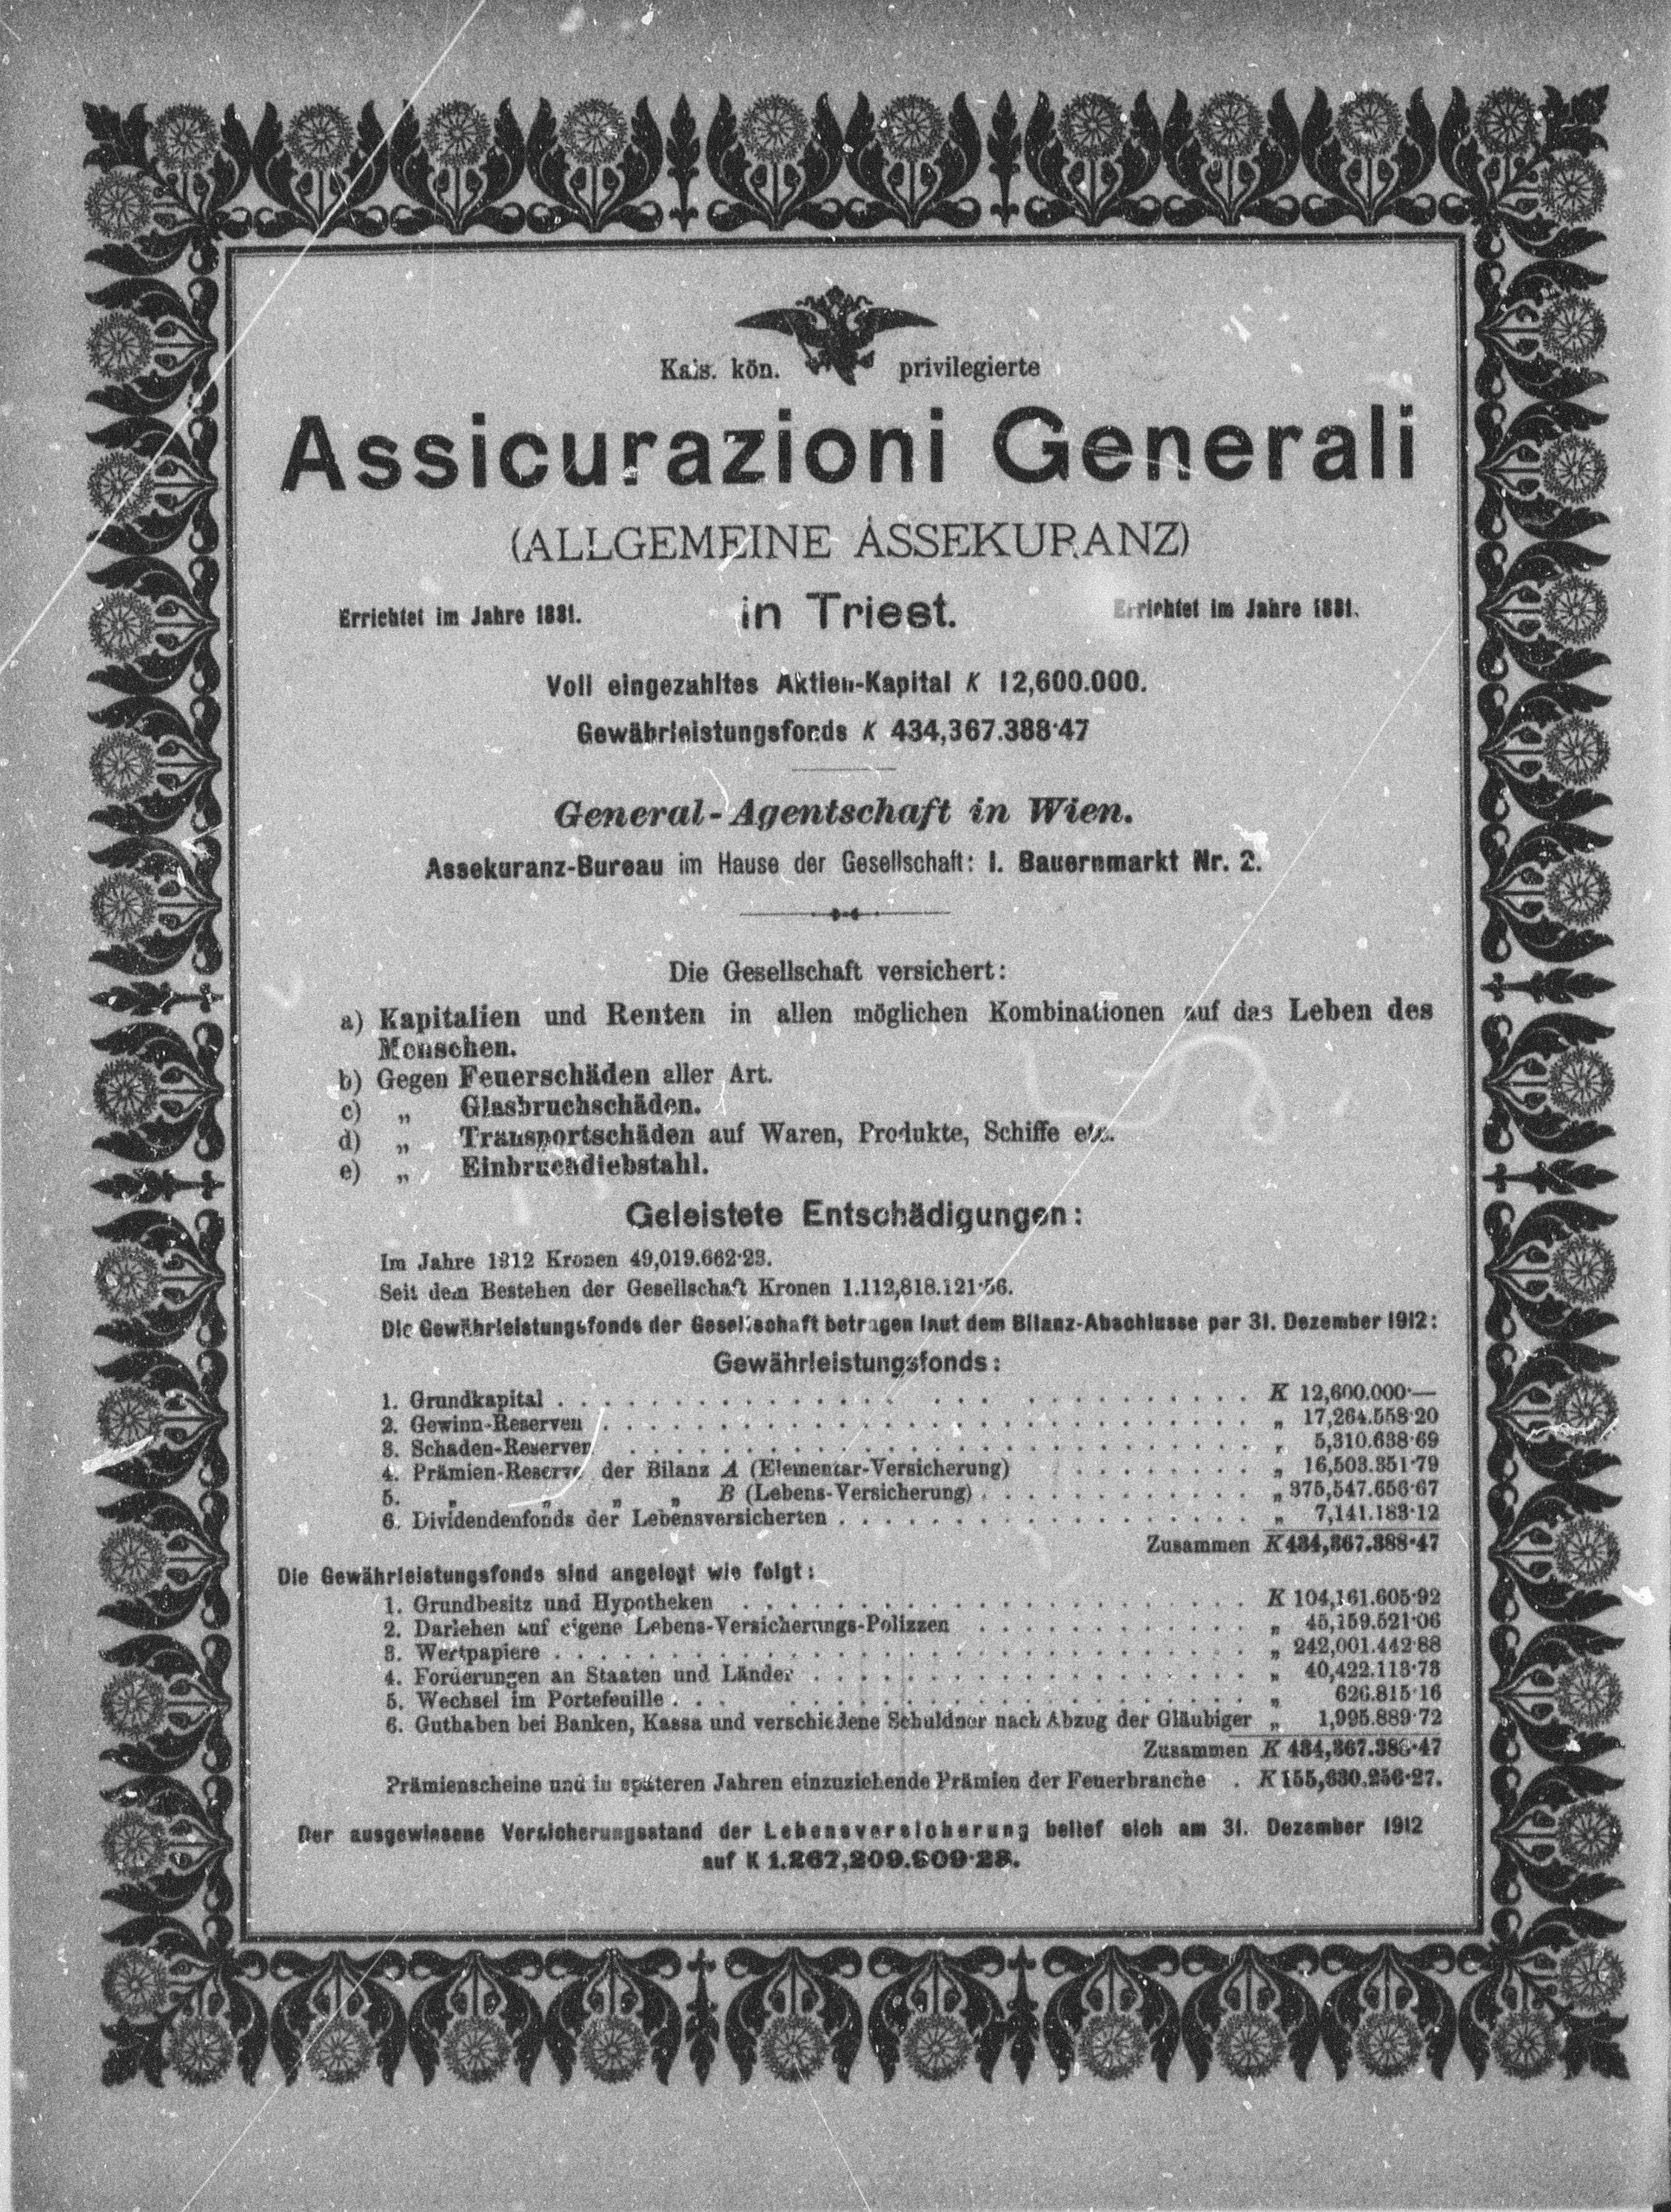 Kais. kön. privilegierte
Assicurazioni Generali
(ALLGEMEINE ASSEKURANZ)
Errichtet im Jahre 1831. in Triest. Errichtet im Jahre 1831.
Voll eingezahltes Aktien-Kapital K 12,600.000.
Gewährleistungsfonds K 434,367.388·47
General-Agentschaft in Wien.
Assekuranz-Bureau im Hause der Gesellschaft: I. Bauernmarkt Nr. 2.
Die Gesellschaft versichert:
a) Kapitalien und Renten in allen möglichen Kombinationen auf das Leben des
Menschen.
b) Gegen Feuerschäden aller Art.
c) „ Glasbruchschäden.
d) „ Transportschäden auf Waren, Produkte, Schiffe etc.
e) „ Einbruchdiebstahl.
Geleistete Entschädigungen:
Im Jahre 1912 Kronen 49,019.662·23.
Seit dem Bestehen der Gesellschaft Kronen 1.112,818.121·56.
Die Gewährleistungsfonds der Gesellschaft betragen laut dem Bilanz-Abschlusse per 31. Dezember 1912:
Gewährleistungsfonds:
1. Grundkapital . . . . . . . . . . K 12,600.000·—
2. Gewinn-Reserven . . . . . . . . . . „ 17,264.558·20
3. Schaden-Reserven . . . . . . . . . . „ 5,310.638·69
4. Prämien-Reserve der Bilanz A (Elementar-Versicherung) . . . . . . . . „ 16,503.351·79
5. „ „ „ „ B (Lebens-Versicherung) . . . . . . . . „ 375,547.656·67
6. Dividendenfonds der Lebensversicherten . . . . . . . . „ 7,141.183·12
Zusammen K 434,367.388·47
Die Gewährleistungsfonds sind angelegt wie folgt:
1. Grundbesitz und Hypotheken . . . . . . . . . . K 104,161.605·92
2. Darlehen auf eigene Lebens-Versicherungs-Polizzen . . . . . . . . „ 45,159.521·06
3. Wertpapiere . . . . . . . . . . „ 242,001.442·88
4. Forderungen an Staaten und Länder . . . . . . . . . . „ 40,422.113·73
5. Wechsel im Portefeuille . . . . . . . . . . „ 626.815·16
6. Guthaben bei Banken, Kassa und verschiedene Schuldner nach Abzug der Gläubiger „ 1,995.889·72
Zusammen K 434,367.388·47
Prämienscheine und in späteren Jahren einzuziehende Prämien der Feuerbranche . K 155,630.256·27.
Der ausgewiesene Versicherungsstand der Lebensversicherung belief sich am 31. Dezember 1912
auf K